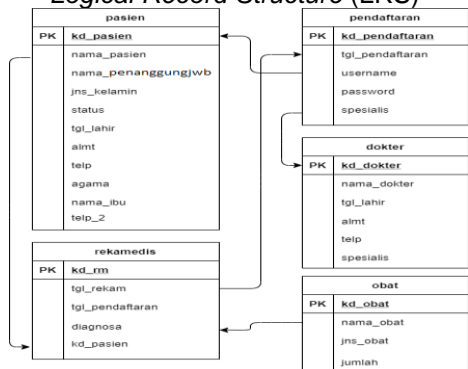 Logical Record Structure (LRS)
pasien
PK kd_pasien
nama_pasien
nama_penanggungjwb
jns_kelamin
status
tgl_lahir
almt
telp
agama
nama_ibu
telp_2
pendaftaran
PK kd_pendaftaran
tgl_pendaftaran
username
password
spesialis
dokter
PK kd_dokter
nama_dokter
tgl_lahir
almt
telp
spesialis
rekamedis
PK kd_rm
tgl_rekam
tgl_pendaftaran
diagnosa
kd_pasien
obat
PK kd_obat
nama_obat
jns_obat
jumlah